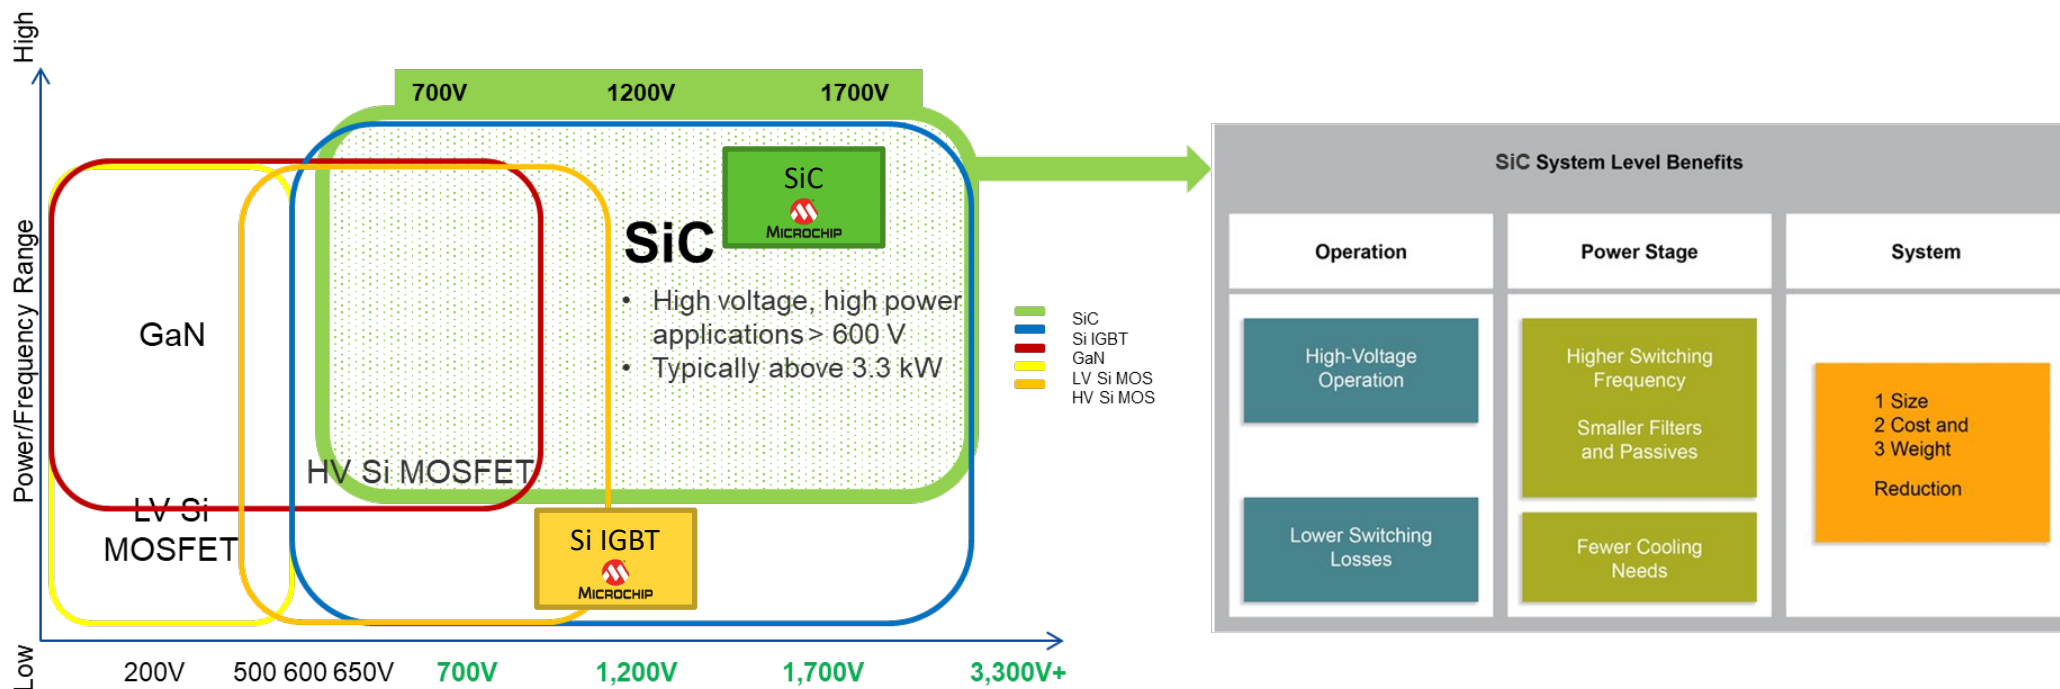 High
Power/Frequency Range
Low
700V 1200V 1700V
SiC
MICROCHIP
SiC
• High voltage, high power
applications > 600 V
• Typically above 3.3 kW
GaN
HV Si MOSFET
LV Si
MOSFET
Si IGBT
MICROCHIP
200V 500 600 650V 700V 1,200V 1,700V 3,300V+
SiC
Si IGBT
GaN
LV Si MOS
HV Si MOS
SiC System Level Benefits
Operation
High-Voltage
Operation
Lower Switching
Losses
Power Stage
Higher Switching
Frequency
Smaller Filters
and Passives
Fewer Cooling
Needs
System
1 Size
2 Cost and
3 Weight
Reduction